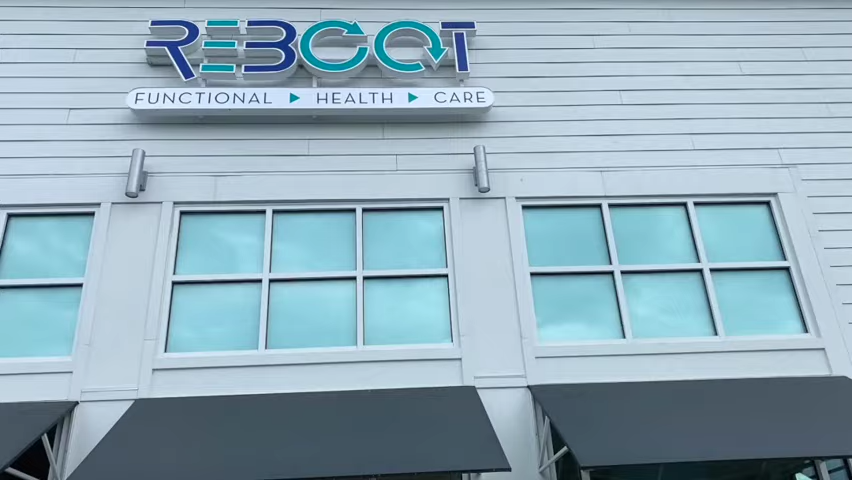 REBOOT
FUNCTIONAL ▶ HEALTH ▶ CARE